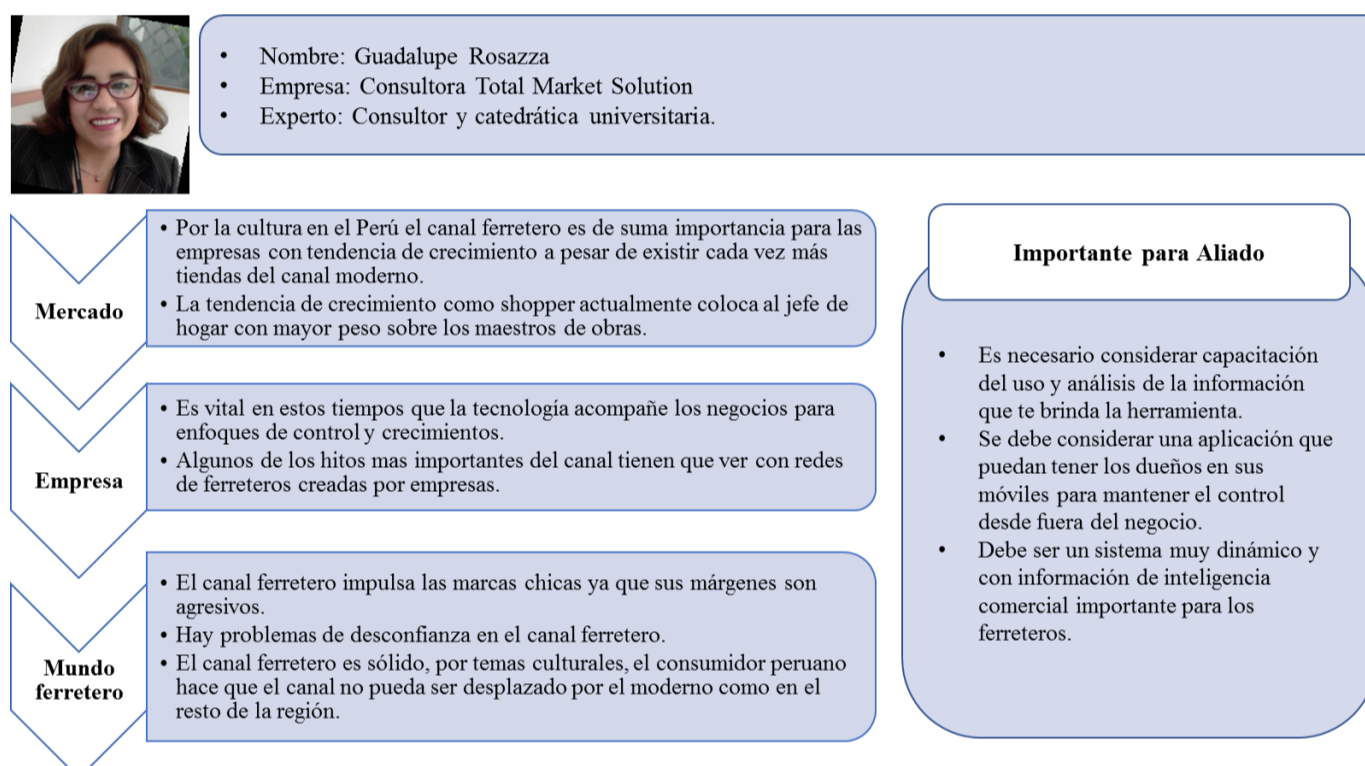 • Nombre: Guadalupe Rosazza
• Empresa: Consultora Total Market Solution
• Experto: Consultor y catedrática universitaria.
Mercado
• Por la cultura en el Perú el canal ferretero es de suma importancia para las
empresas con tendencia de crecimiento a pesar de existir cada vez más
tiendas del canal moderno.
• La tendencia de crecimiento como shopper actualmente coloca al jefe de
hogar con mayor peso sobre los maestros de obras.
Empresa
• Es vital en estos tiempos que la tecnología acompañe los negocios para
enfoques de control y crecimientos.
• Algunos de los hitos mas importantes del canal tienen que ver con redes
de ferreteros creadas por empresas.
Mundo
ferretero
• El canal ferretero impulsa las marcas chicas ya que sus márgenes son
agresivos.
• Hay problemas de desconfianza en el canal ferretero.
• El canal ferretero es sólido, por temas culturales, el consumidor peruano
hace que el canal no pueda ser desplazado por el moderno como en el
resto de la región.
Importante para Aliado
• Es necesario considerar capacitación
del uso y análisis de la información
que te brinda la herramienta.
• Se debe considerar una aplicación que
puedan tener los dueños en sus
móviles para mantener el control
desde fuera del negocio.
• Debe ser un sistema muy dinámico y
con información de inteligencia
comercial importante para los
ferreteros.